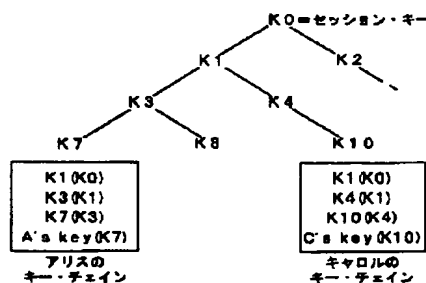 K0=セッション・キー
K1
K2
K3
K4
K7
K8
K10
K1(K0)
K3(K1)
K7(K3)
A's key(K7)
アリスの
キー・チェイン
K1(K0)
K4(K1)
K10(K4)
C's key(K10)
キャロルの
キー・チェイン